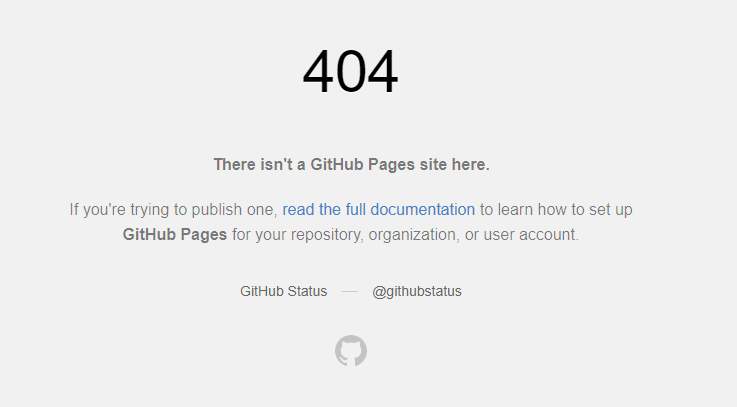 404
There isn't a GitHub Pages site here.
If you're trying to publish one, read the full documentation to learn how to set up
GitHub Pages for your repository, organization, or user account.
GitHub Status — @githubstatus